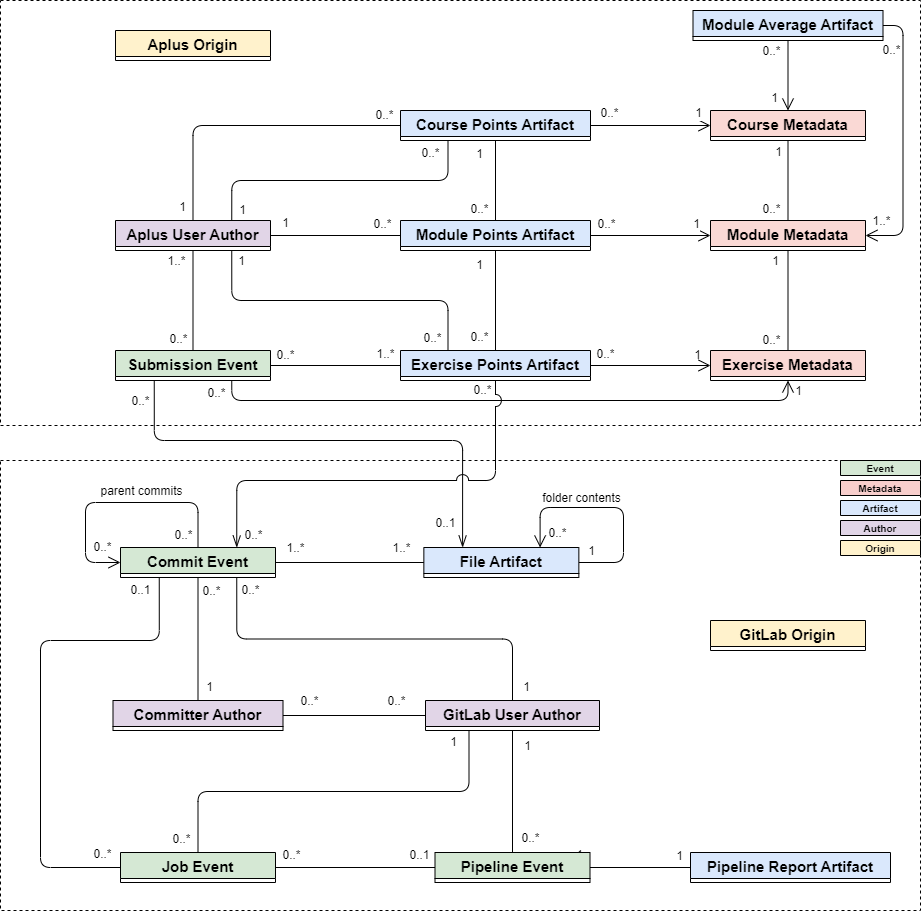 Module Average Artifact
Aplus Origin
0..*
0..*
1
0..*
Course Points Artifact
0..*
1
Course Metadata
0..*
1
1
1
1
0..*
0..*
Aplus User Author
1
0..*
Module Points Artifact
0..*
1
Module Metadata
1..*
1..*
1
1
1
0..*
0..*
0..*
0..*
Submission Event
0..*
1..*
Exercise Points Artifact
0..*
1
Exercise Metadata
0..*
0..*
0..*
1
Event
Metadata
Artifact
Author
Origin
parent commits
folder contents
0..*
0..*
0..*
0..1
0..*
Commit Event
1..*
1..*
File Artifact
1
0..1
0..*
0..*
GitLab Origin
1
1
Committer Author
0..*
0..*
GitLab User Author
1
1
0..*
0..*
0..*
Job Event
0..*
0..1
Pipeline Event
1
Pipeline Report Artifact